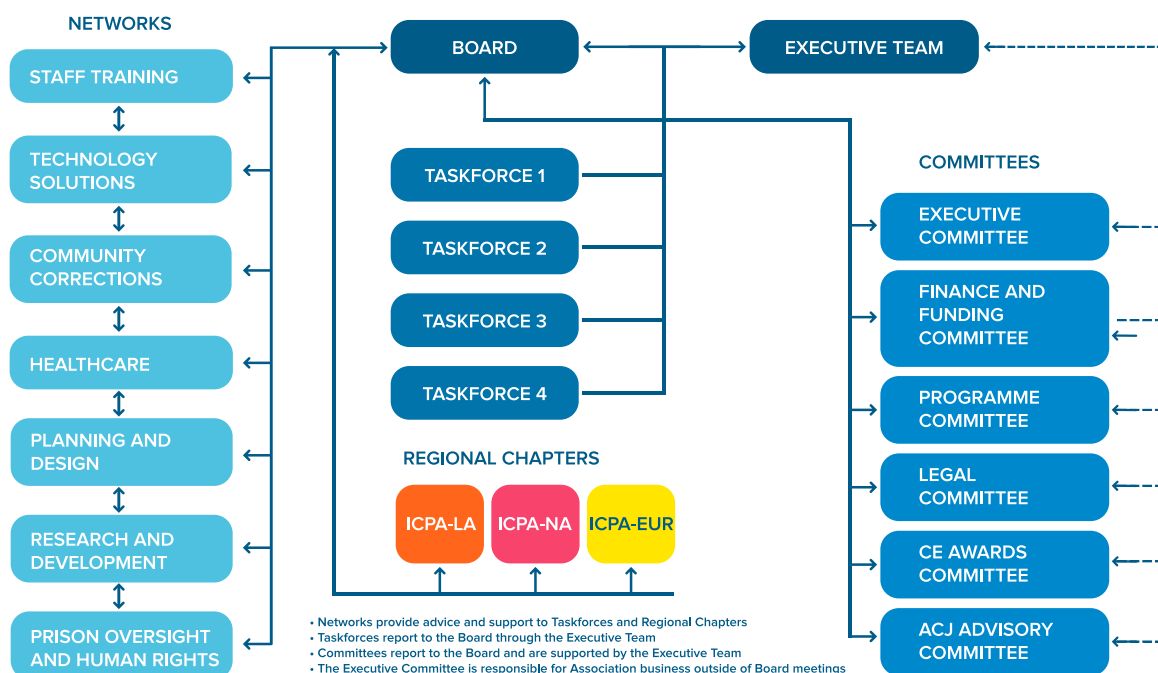 NETWORKS
STAFF TRAINING
TECHNOLOGY
SOLUTIONS
COMMUNITY
CORRECTIONS
HEALTHCARE
PLANNING AND
DESIGN
RESEARCH AND
DEVELOPMENT
PRISON OVERSIGHT
AND HUMAN RIGHTS
BOARD
EXECUTIVE TEAM
TASKFORCE 1
TASKFORCE 2
TASKFORCE 3
TASKFORCE 4
REGIONAL CHAPTERS
ICPA-LA
ICPA-NA
ICPA-EUR
• Networks provide advice and support to Taskforces and Regional Chapters
• Taskforces report to the Board through the Executive Team
• Committees report to the Board and are supported by the Executive Team
• The Executive Committee is responsible for Association business outside of Board meetings
COMMITTEES
EXECUTIVE
COMMITTEE
FINANCE AND
FUNDING
COMMITTEE
PROGRAMME
COMMITTEE
LEGAL
COMMITTEE
CE AWARDS
COMMITTEE
ACJ ADVISORY
COMMITTEE